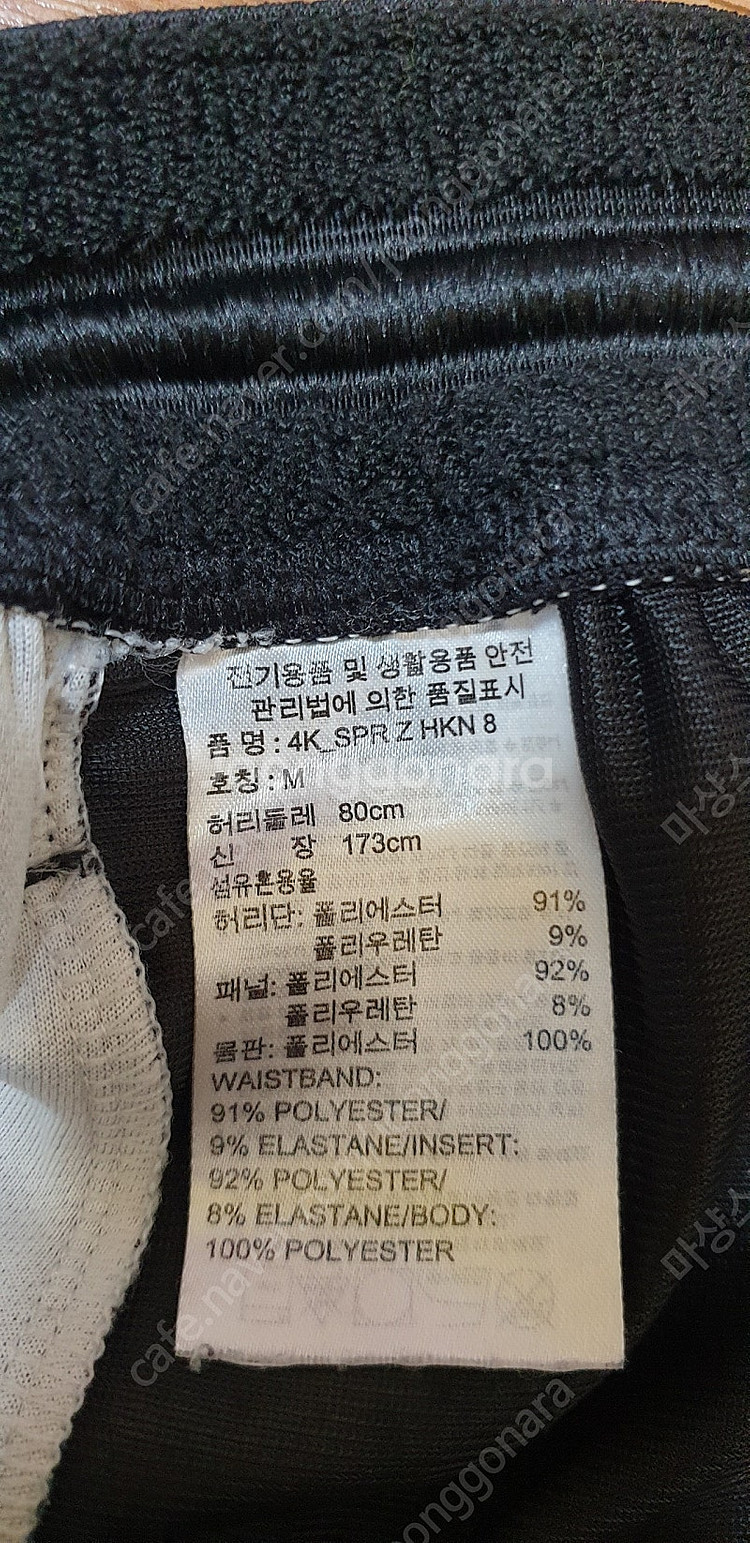 전기용품 및 생활용품 안전
관리법에 의한 품질표시
품 명 : 4K_SPR Z HKN 8
호칭 : M
허리둘레 80cm
신 장 173cm
섬유혼용율
허리단: 폴리에스터 91%
폴리우레탄 9%
패널: 폴리에스터 92%
폴리우레탄 8%
몸판: 폴리에스터 100%
WAISTBAND:
91% POLYESTER/
9% ELASTANE/INSERT:
92% POLYESTER/
8% ELASTANE/BODY:
100% POLYESTER
cafe.naver.com/joonggonara